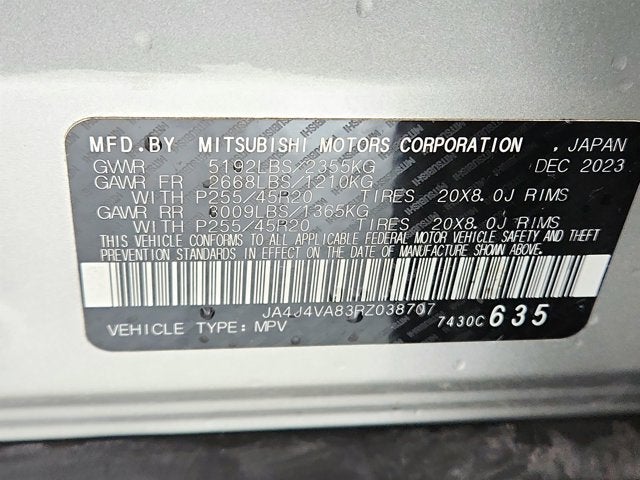 MFD.BY MITSUBISHI MOTORS CORPORATION , JAPAN
GVWR 5192LBS/2355KG DEC 2023
GAWR FR 2668LBS/1210KG
WITH P255/45R20 TIRES 20X8.0J RIMS
GAWR RR 3009LBS/1365KG
WITH P255/45R20 TIRES 20X8.0J RIMS
THIS VEHICLE CONFORMS TO ALL APPLICABLE FEDERAL MOTOR VEHICLE SAFETY AND THEFT
PREVENTION STANDARDS IN EFFECT ON THE DATE OF MANUFACTURE SHOWN ABOVE.
JA4J4VA83RZ038707
VEHICLE TYPE: MPV 7430C 635